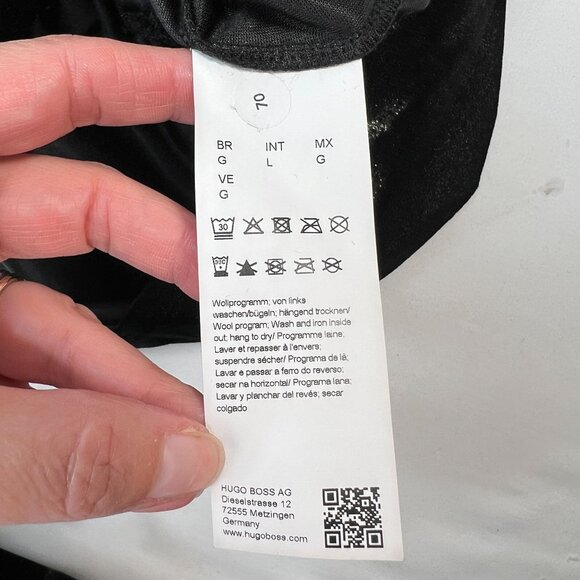 70
BR INT MX
G L G
VE
G
30
30°C
Wollprogramm; von links
waschen/bügeln; hängend trocknen/
Wool program; Wash and iron inside
out; hang to dry/ Programme laine;
Laver et repasser à l'envers;
suspendre sécher/ Programa de lã;
Lavar e passar a ferro do reverso;
secar na horizontal/ Programa lana;
Lavar y planchar del revés; secar
colgado
HUGO BOSS AG
Dieselstrasse 12
72555 Metzingen
Germany
www.hugoboss.com